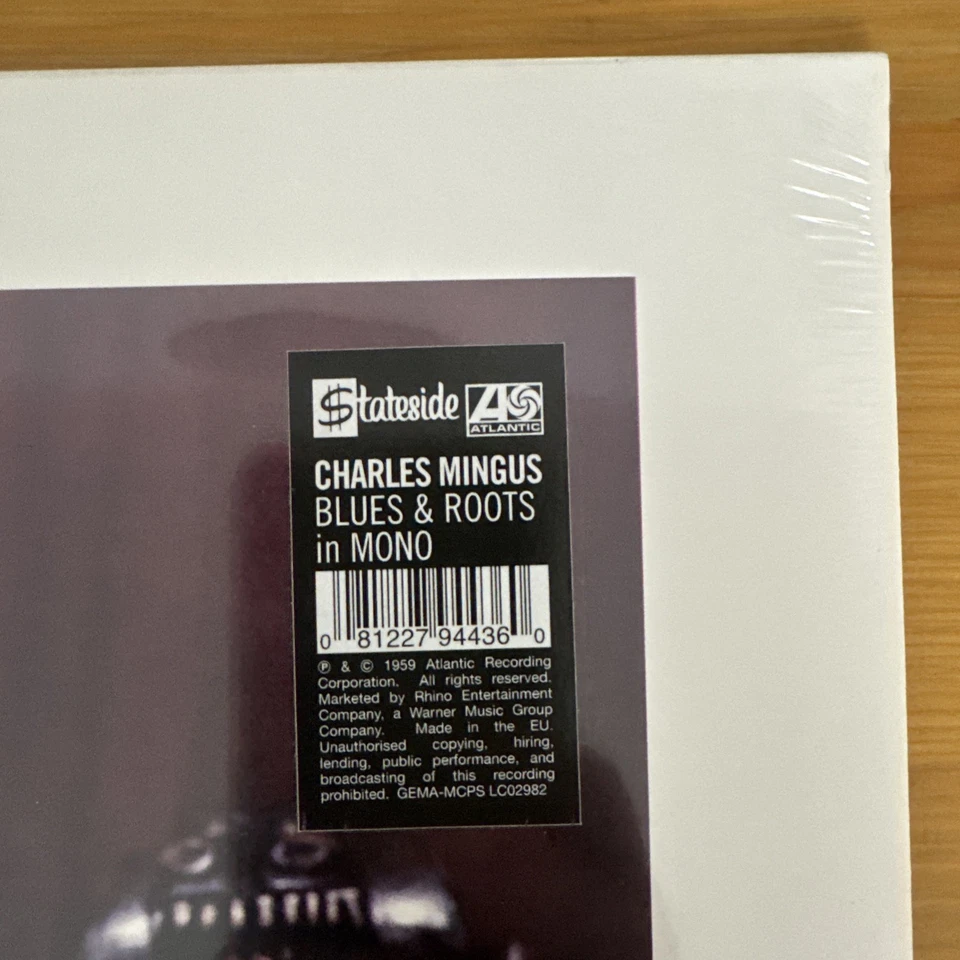 $tateside ATLANTIC
CHARLES MINGUS
BLUES & ROOTS
in MONO
0 81227 94436 0
℗ & © 1959 Atlantic Recording
Corporation. All rights reserved.
Marketed by Rhino Entertainment
Company, a Warner Music Group
Company. Made in the EU.
Unauthorised copying, hiring,
lending, public performance, and
broadcasting of this recording
prohibited. GEMA-MCPS LC02982